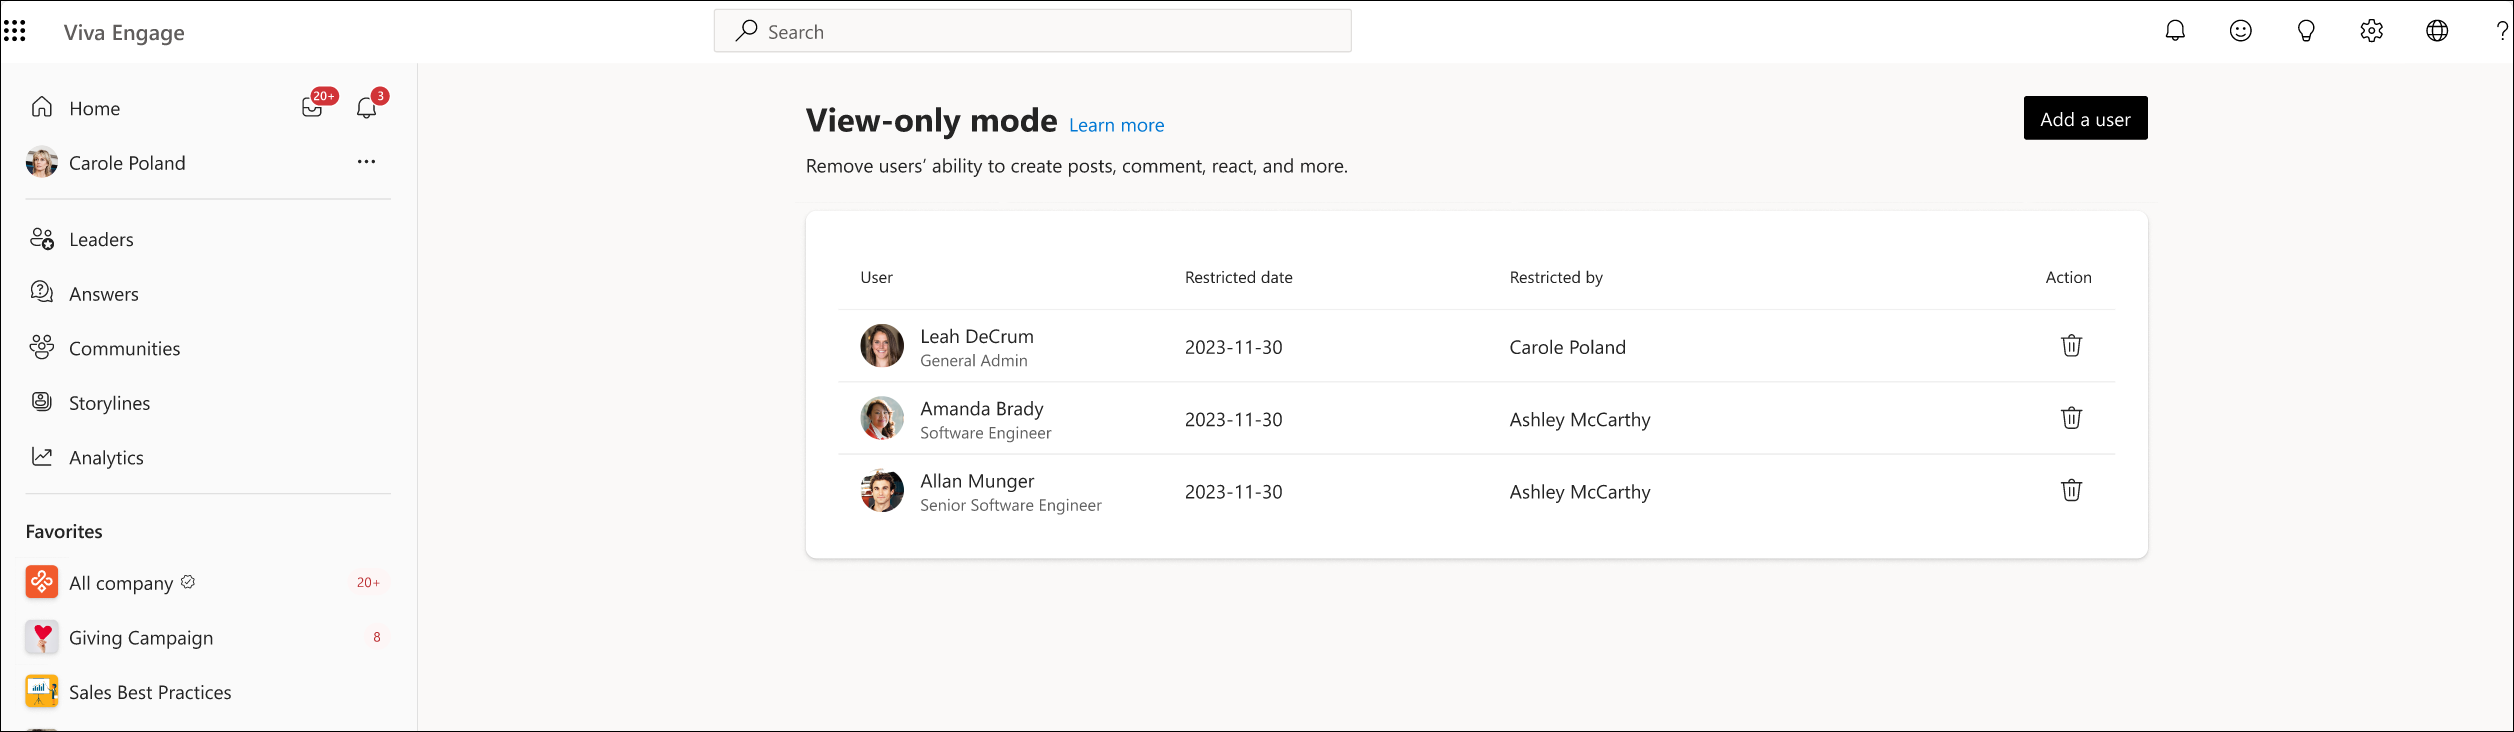 Viva Engage
Search
?
Home
20+
3
Carole Poland
Leaders
Answers
Communities
Storylines
Analytics
Favorites
All company
20+
Giving Campaign
8
Sales Best Practices
View-only mode Learn more
Add a user
Remove users’ ability to create posts, comment, react, and more.
User Restricted date Restricted by Action
Leah DeCrum
General Admin
2023-11-30
Carole Poland
Amanda Brady
Software Engineer
2023-11-30
Ashley McCarthy
Allan Munger
Senior Software Engineer
2023-11-30
Ashley McCarthy